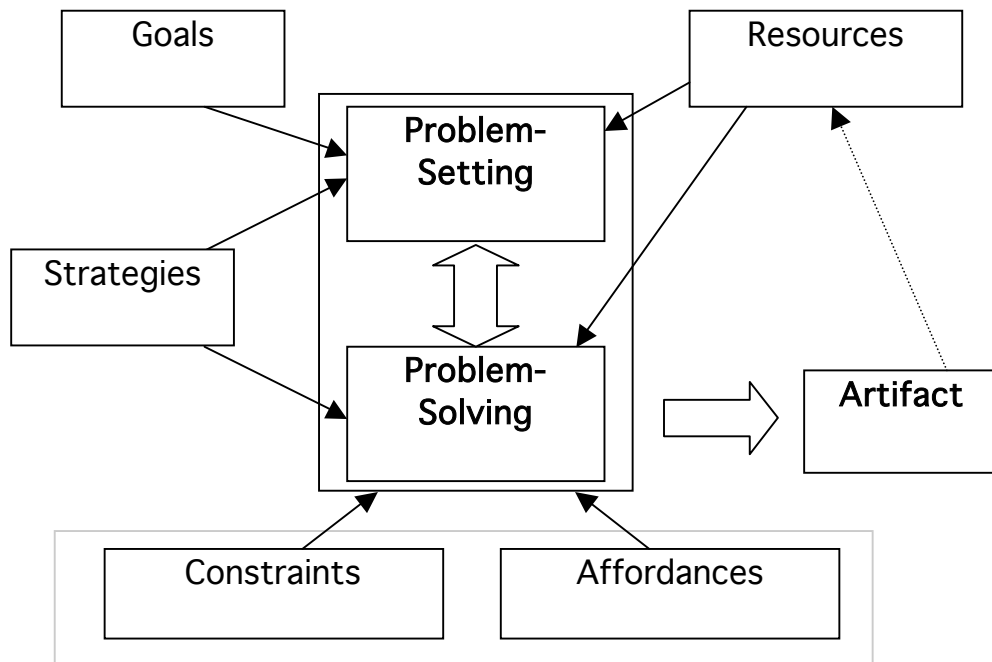 Goals
Resources
Problem-
Setting
Strategies
Problem-
Solving
Artifact
Constraints
Affordances